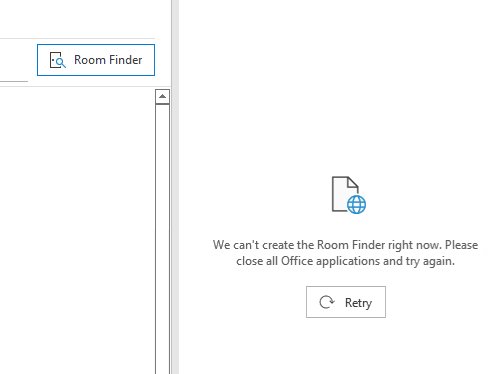 Room Finder
We can't create the Room Finder right now. Please
close all Office applications and try again.
Retry